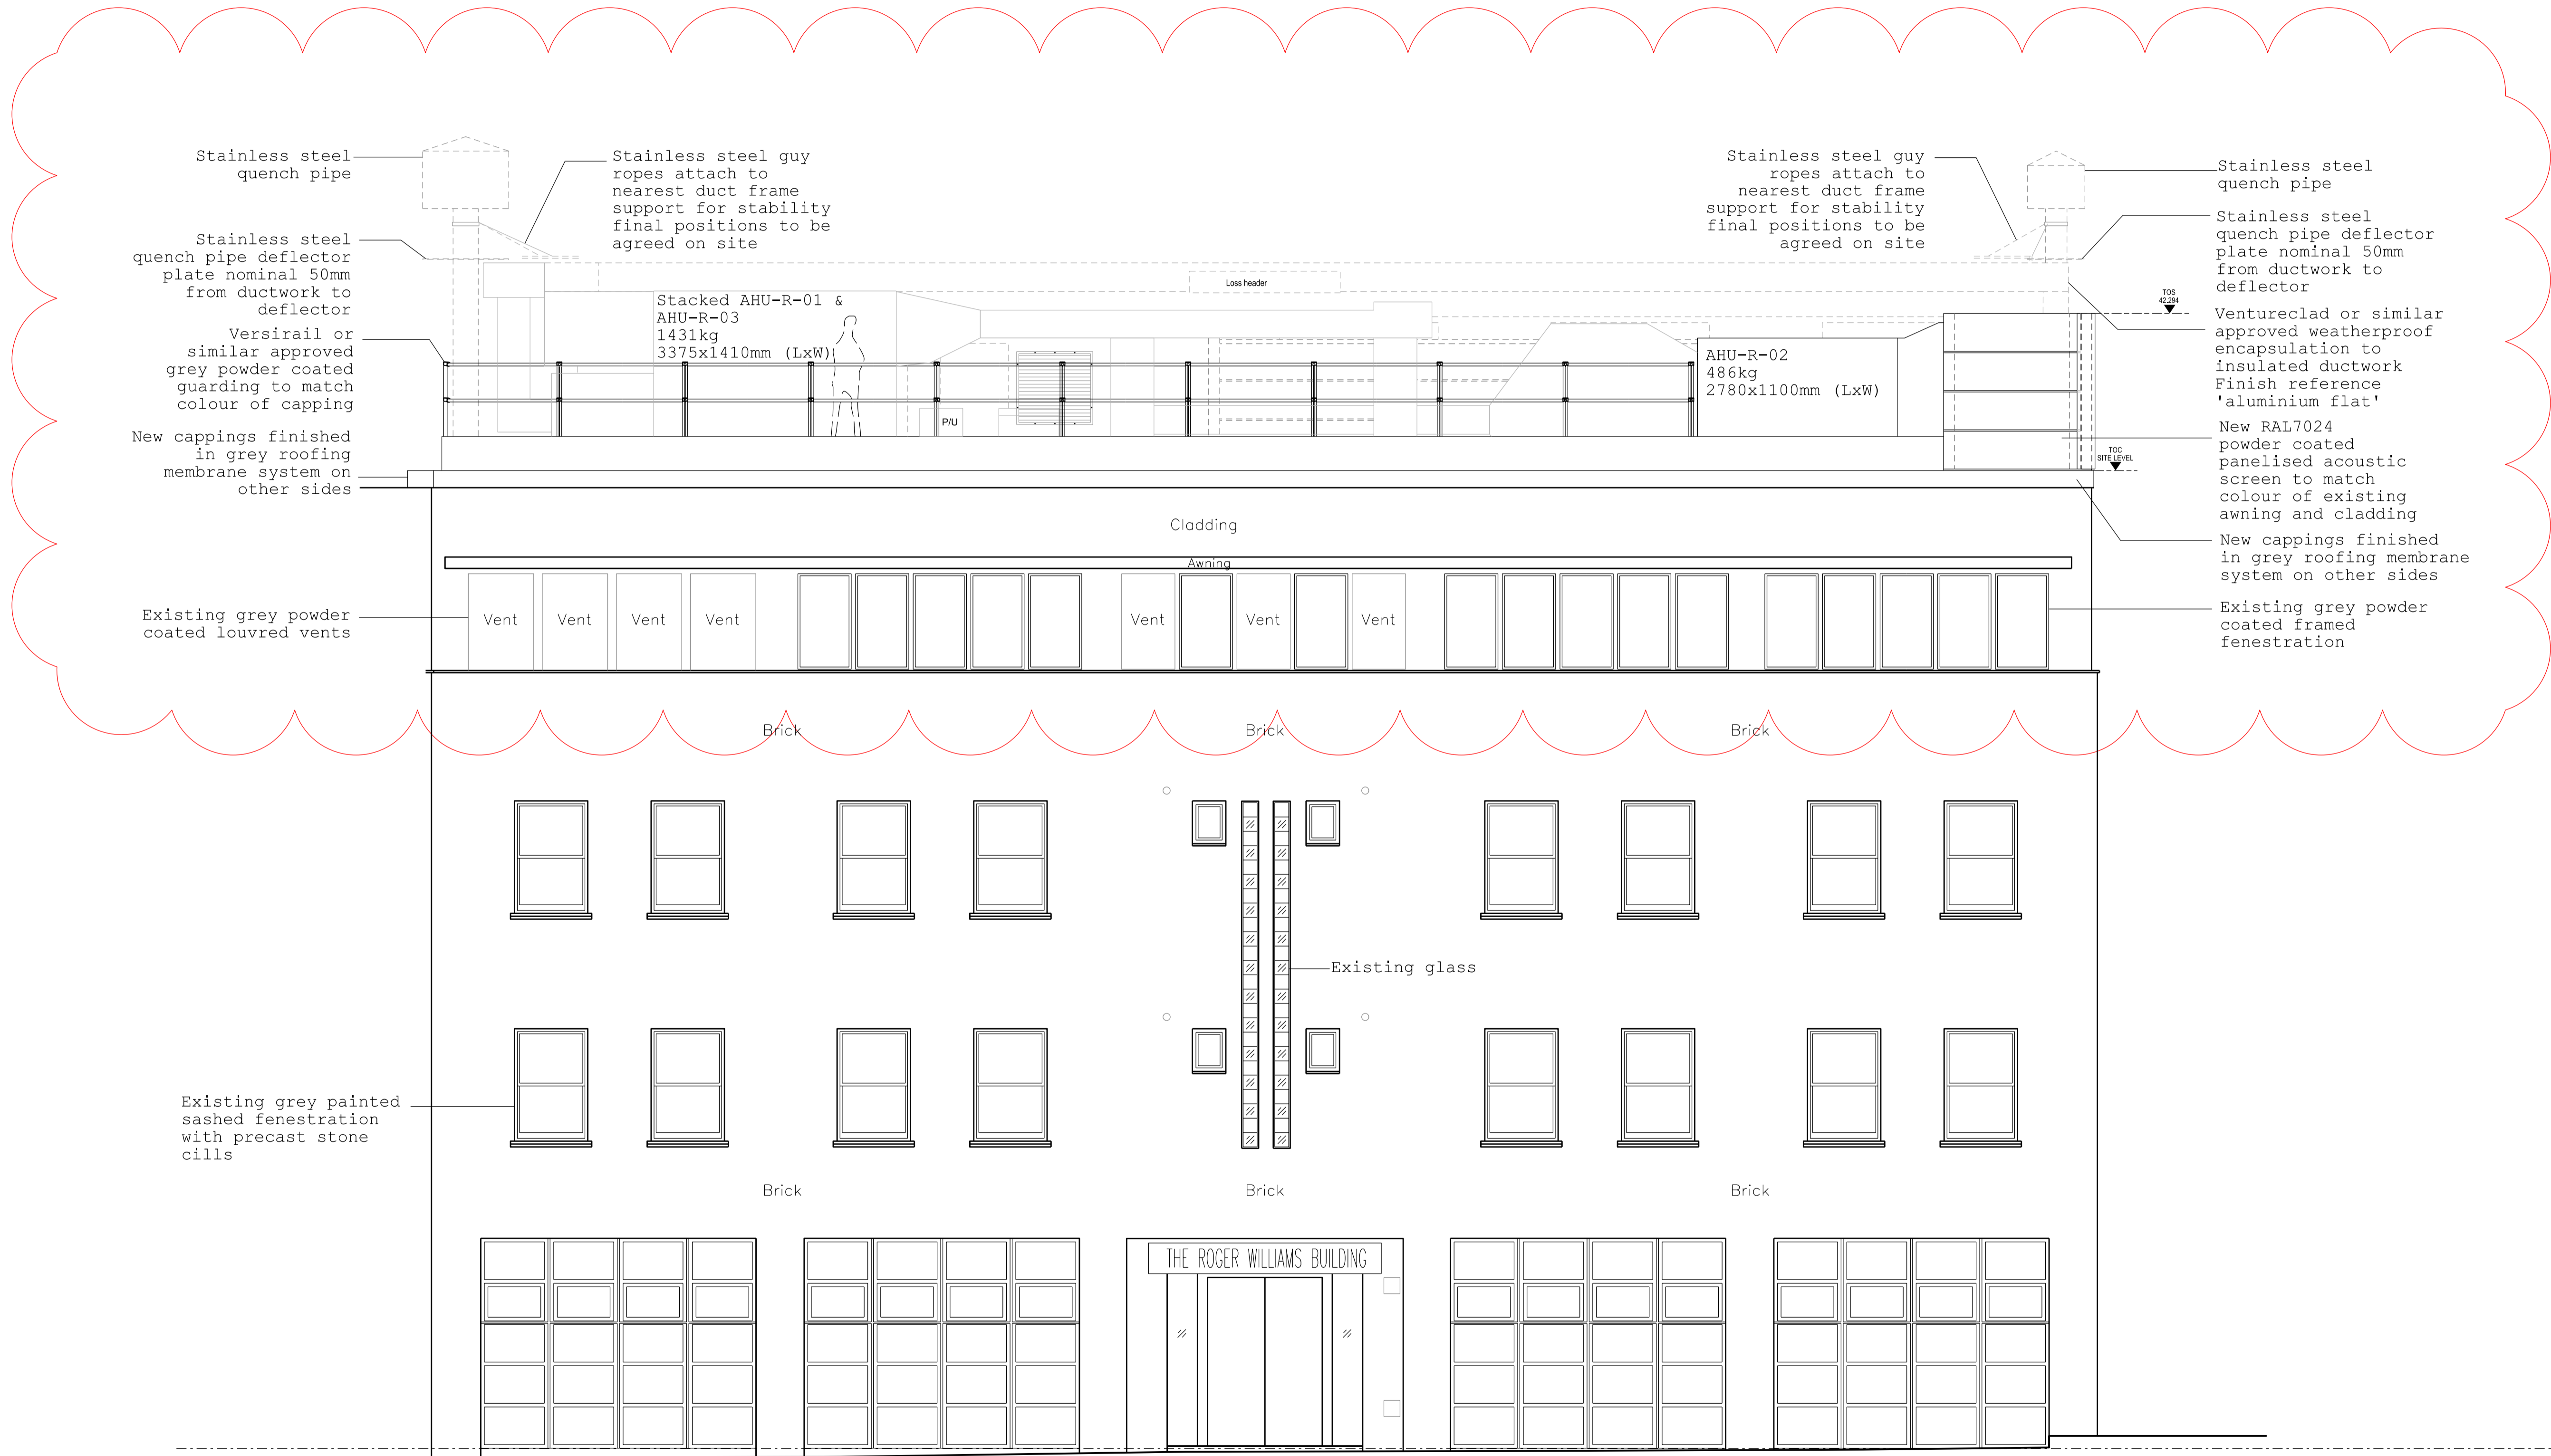 Stainless steel
quench pipe
Stainless steel guy
ropes attach to
nearest duct frame
support for stability
final positions to be
agreed on site
Stainless steel guy
ropes attach to
nearest duct frame
support for stability
final positions to be
agreed on site
Stainless steel
quench pipe
Stainless steel
quench pipe deflector
plate nominal 50mm
from ductwork to
deflector
Stainless steel
quench pipe deflector
plate nominal 50mm
from ductwork to
deflector
Loss header
Stacked AHU-R-01 &
AHU-R-03
1431kg
3375x1410mm (LxW)
TOS
42.294
Versirail or
similar approved
grey powder coated
guarding to match
colour of capping
AHU-R-02
486kg
2780x1100mm (LxW)
Ventureclad or similar
approved weatherproof
encapsulation to
insulated ductwork
Finish reference
'aluminium flat'
P/U
New cappings finished
in grey roofing
membrane system on
other sides
TOC
SITE LEVEL
New RAL7024
powder coated
panelised acoustic
screen to match
colour of existing
awning and cladding
Cladding
New cappings finished
in grey roofing membrane
system on other sides
Awning
Existing grey powder
coated louvred vents
Vent
Vent
Vent
Vent
Vent
Vent
Vent
Existing grey powder
coated framed
fenestration
Brick
Brick
Brick
Existing glass
Existing grey painted
sashed fenestration
with precast stone
cills
Brick
Brick
Brick
THE ROGER WILLIAMS BUILDING